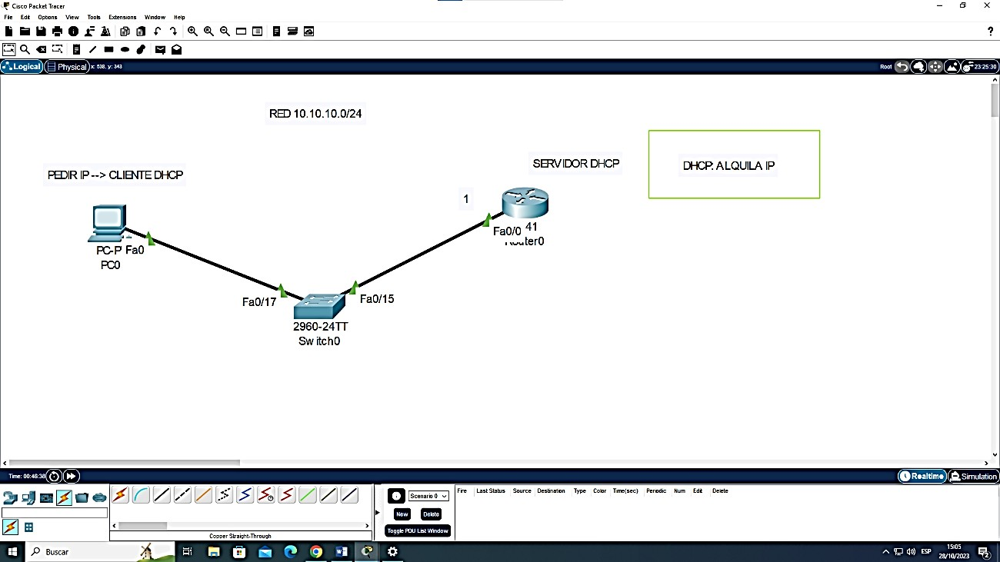 Cisco Packet Tracer
File Edit Options View Tools Extensions Window Help
?
Logical Physical x: 538, y: 343 Root 23:25:30
RED 10.10.10.0/24
SERVIDOR DHCP
DHCP: ALQUILA IP
PEDIR IP --> CLIENTE DHCP
1
Fa0/0 41
Router0
PC-P Fa0
PC0
Fa0/17
Fa0/15
2960-24TT
Switch0
Time: 00:46:38 Realtime Simulation
Scenario 0
New Delete
Toggle PDU List Window
Fire Last Status Source Destination Type Color Time(sec) Periodic Num Edit Delete
Copper Straight-Through
Buscar
ESP
15:05
28/10/2023
2